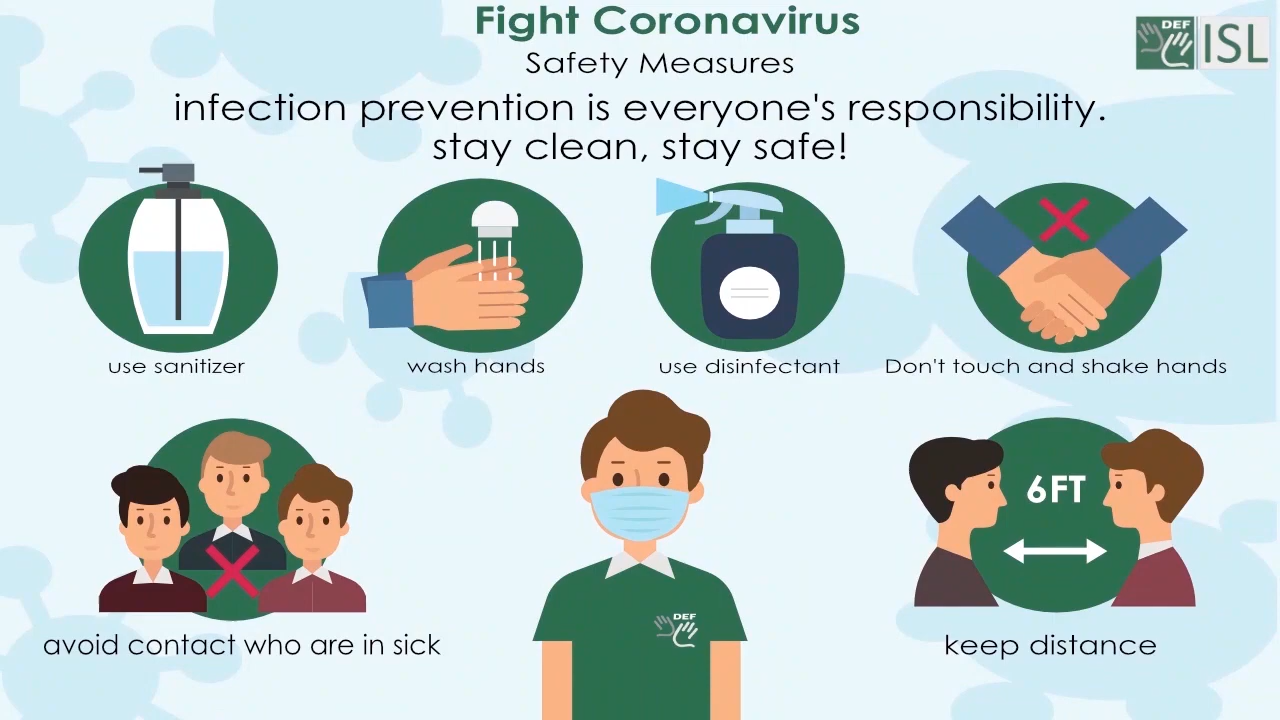 Fight Coronavirus
DEF
ISL
Safety Measures
infection prevention is everyone's responsibility.
stay clean, stay safe!
use sanitizer
wash hands
use disinfectant
Don't touch and shake hands
6FT
DEF
avoid contact who are in sick
keep distance